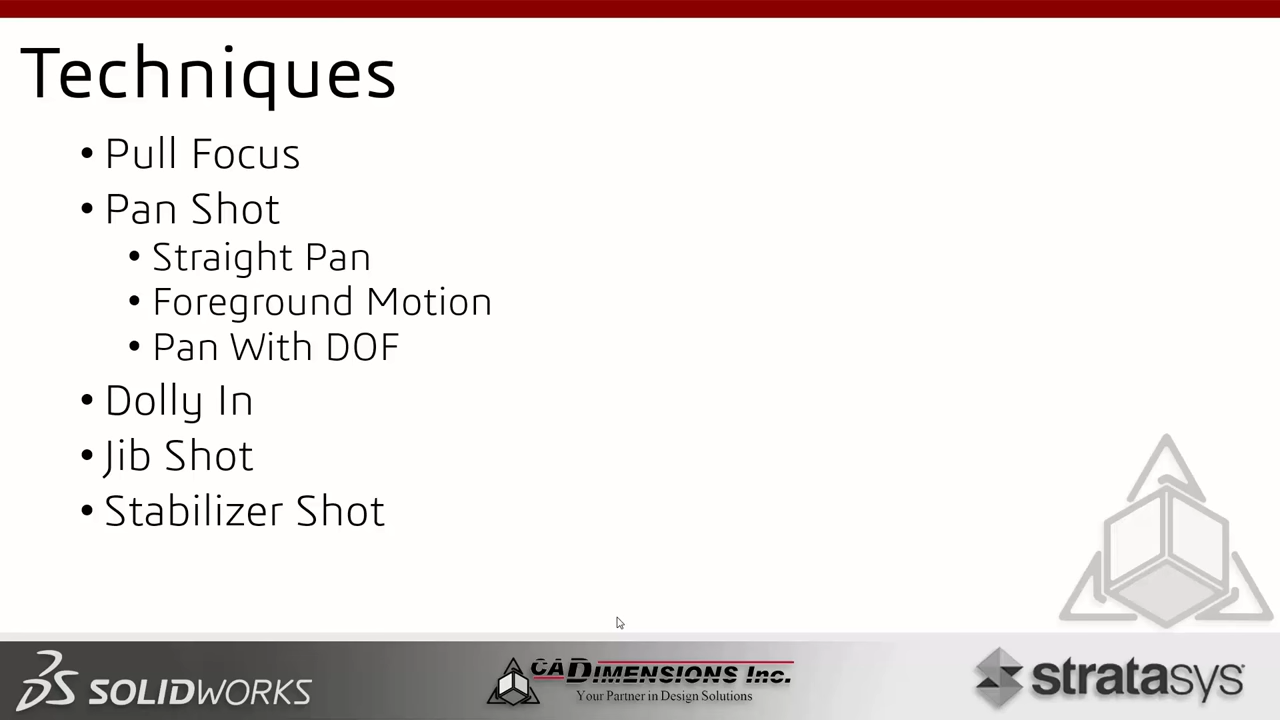 Techniques
• Pull Focus
• Pan Shot
• Straight Pan
• Foreground Motion
• Pan With DOF
• Dolly In
• Jib Shot
• Stabilizer Shot
SOLIDWORKS
CADIMENSIONS Inc.
Your Partner in Design Solutions
stratasys